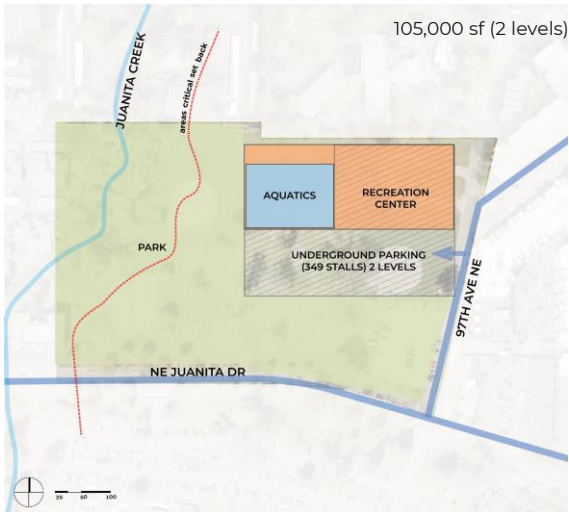 105,000 sf (2 levels)
JUANITA CREEK
areas critical set back
AQUATICS
RECREATION
CENTER
PARK
UNDERGROUND PARKING
(349 STALLS) 2 LEVELS
97TH AVE NE
NE JUANITA DR
25 50 100